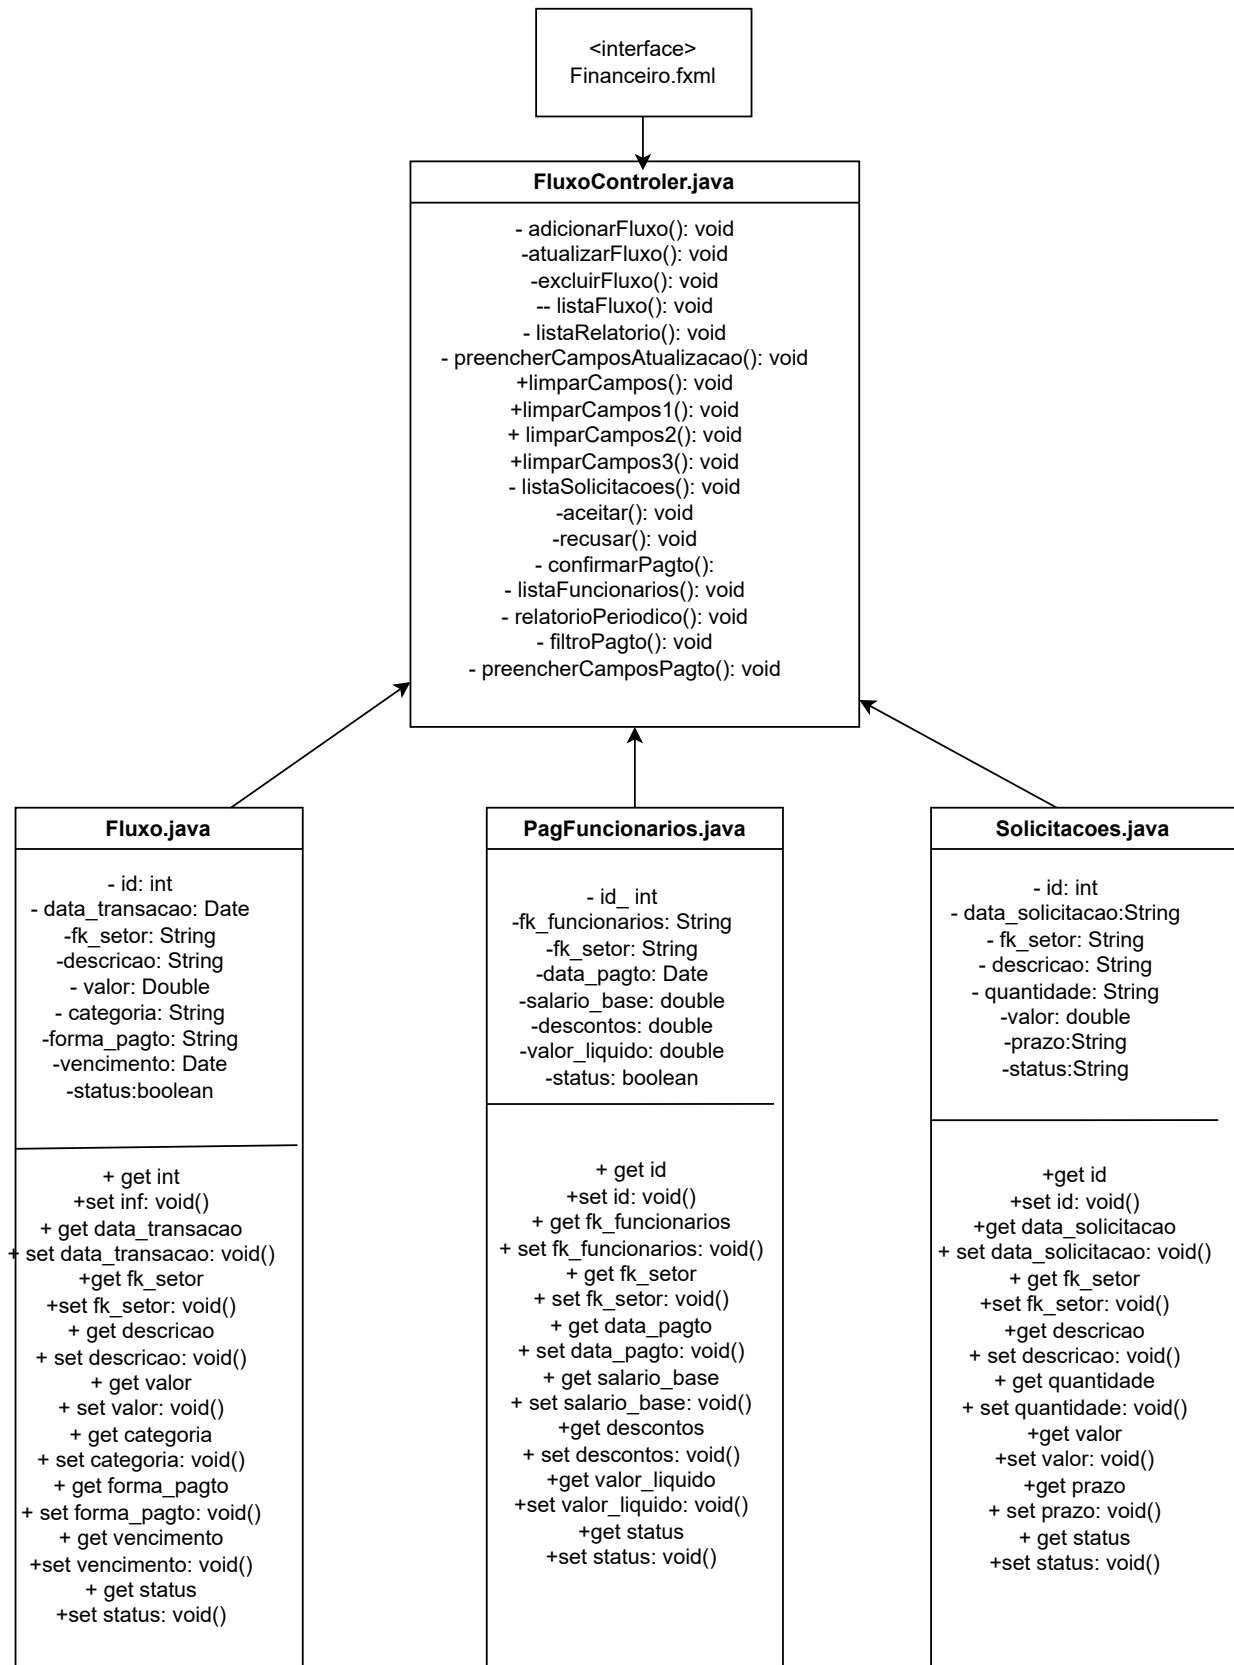 <interface>
Financeiro.fxml
FluxoControler.java
- adicionarFluxo(): void
-atualizarFluxo(): void
-excluirFluxo(): void
-- listaFluxo(): void
- listaRelatorio(): void
- preencherCamposAtualizacao(): void
+limparCampos(): void
+limparCampos1(): void
+ limparCampos2(): void
+limparCampos3(): void
- listaSolicitacoes(): void
-aceitar(): void
-recusar(): void
- confirmarPagto():
- listaFuncionarios(): void
- relatorioPeriodico(): void
- filtroPagto(): void
- preencherCamposPagto(): void
Fluxo.java
- id: int
- data_transacao: Date
-fk_setor: String
-descricao: String
- valor: Double
- categoria: String
-forma_pagto: String
-vencimento: Date
-status:boolean
+ get int
+set inf: void()
+ get data_transacao
+ set data_transacao: void()
+get fk_setor
+set fk_setor: void()
+ get descricao
+ set descricao: void()
+ get valor
+ set valor: void()
+ get categoria
+ set categoria: void()
+ get forma_pagto
+ set forma_pagto: void()
+ get vencimento
+set vencimento: void()
+ get status
+set status: void()
PagFuncionarios.java
- id_ int
-fk_funcionarios: String
-fk_setor: String
-data_pagto: Date
-salario_base: double
-descontos: double
-valor_liquido: double
-status: boolean
+ get id
+set id: void()
+ get fk_funcionarios
+ set fk_funcionarios: void()
+ get fk_setor
+ set fk_setor: void()
+ get data_pagto
+ set data_pagto: void()
+ get salario_base
+ set salario_base: void()
+get descontos
+ set descontos: void()
+get valor_liquido
+set valor_liquido: void()
+get status
+set status: void()
Solicitacoes.java
- id: int
- data_solicitacao:String
- fk_setor: String
- descricao: String
- quantidade: String
-valor: double
-prazo:String
-status:String
+get id
+set id: void()
+get data_solicitacao
+ set data_solicitacao: void()
+ get fk_setor
+set fk_setor: void()
+get descricao
+ set descricao: void()
+ get quantidade
+ set quantidade: void()
+get valor
+set valor: void()
+get prazo
+ set prazo: void()
+ get status
+set status: void()